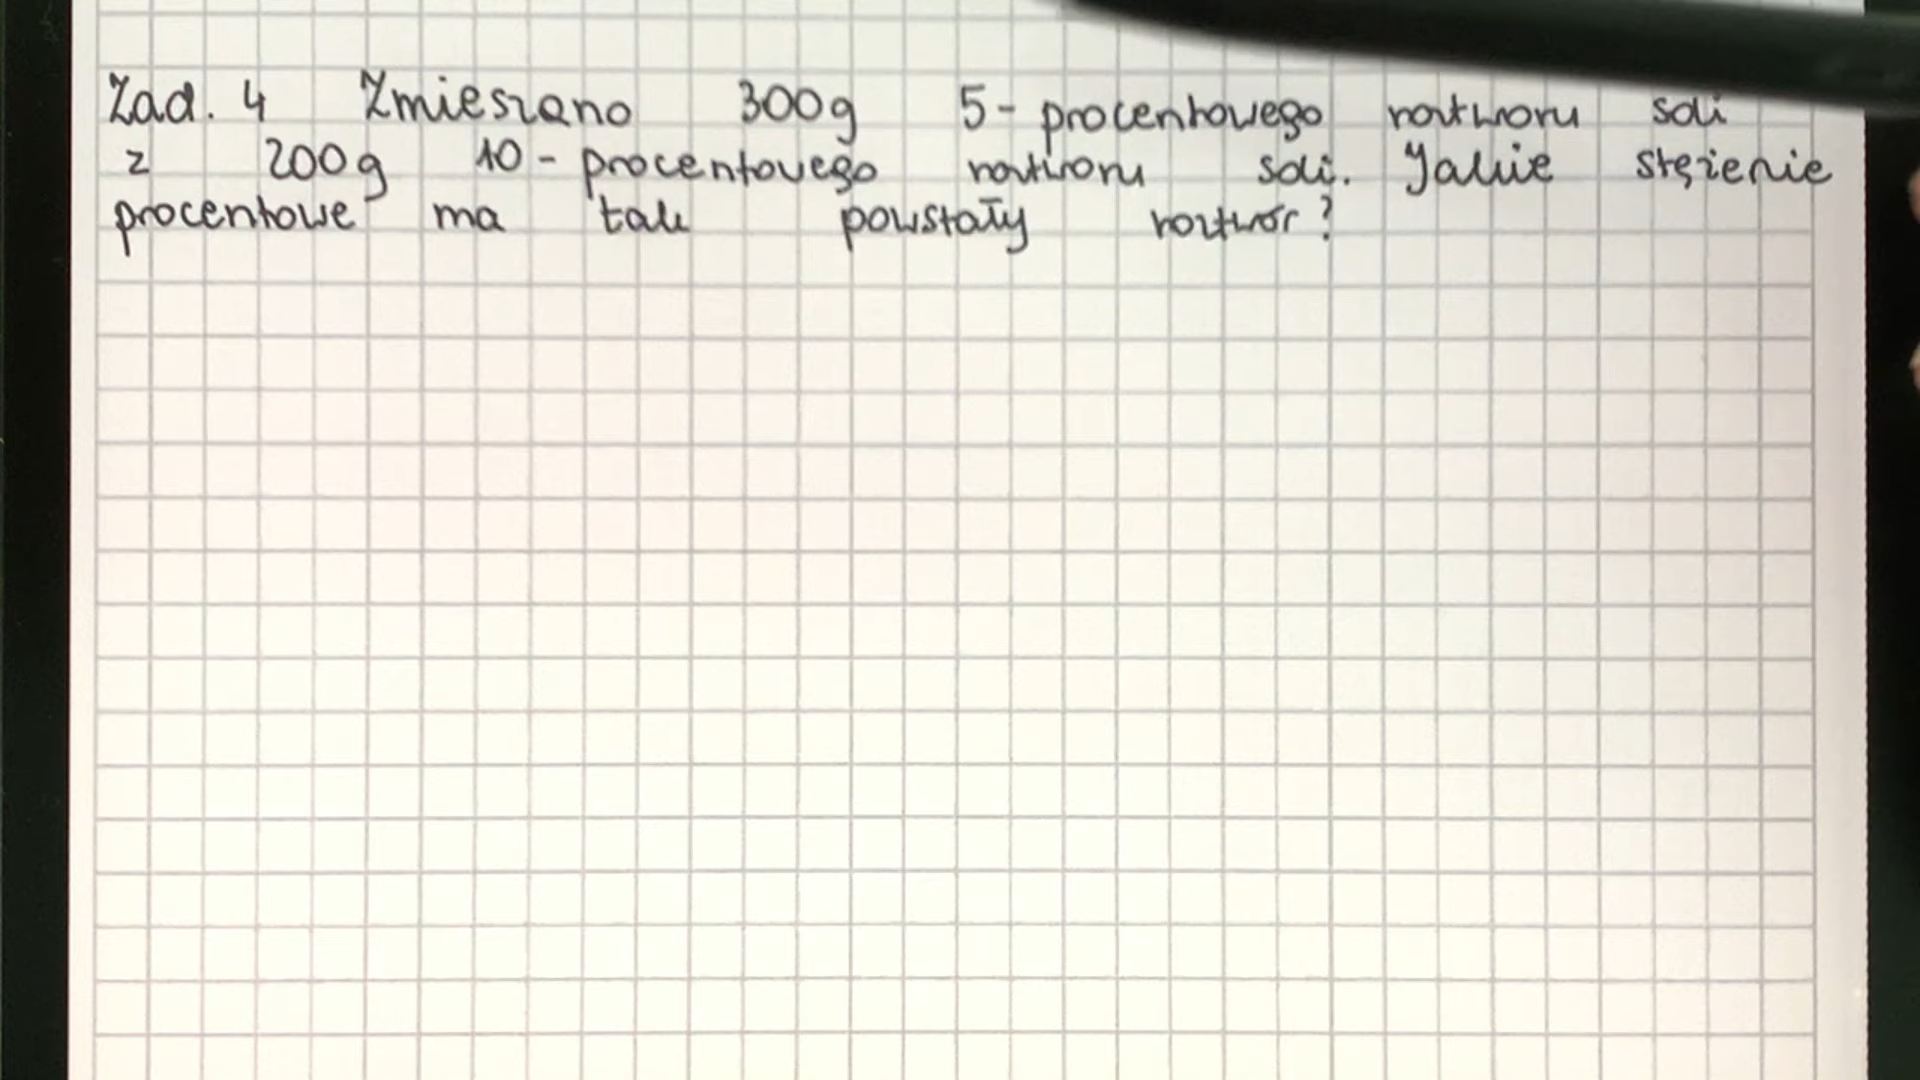 Zad. 4 Zmieszano 300g 5-procentowego roztworu soli
z 200g 10-procentowego roztworu soli. Jakie stężenie
procentowe ma tak powstały roztwór?